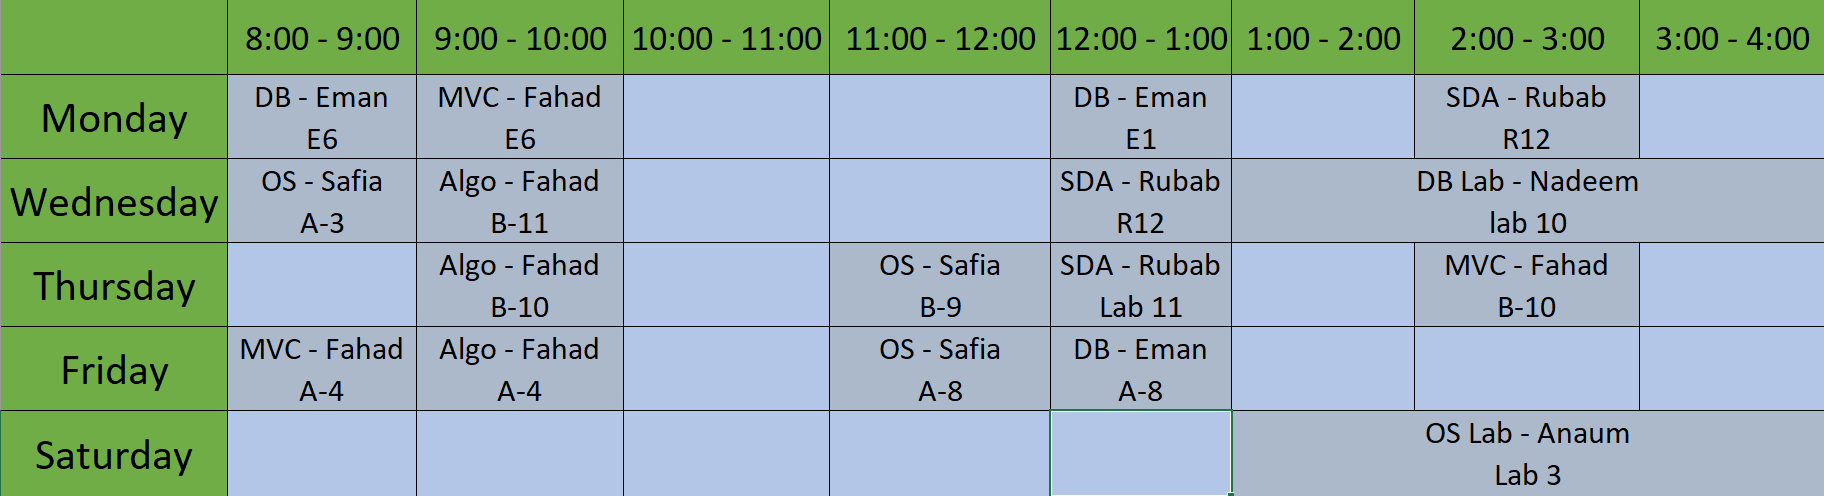 8:00 - 9:00 9:00 - 10:00 10:00 - 11:00 11:00 - 12:00 12:00 - 1:00 1:00 - 2:00 2:00 - 3:00 3:00 - 4:00
Monday
DB - Eman
E6
MVC - Fahad
E6
DB - Eman
E1
SDA - Rubab
R12
Wednesday
OS - Safia
A-3
Algo - Fahad
B-11
SDA - Rubab
R12
DB Lab - Nadeem
lab 10
Thursday
Algo - Fahad
B-10
OS - Safia
B-9
SDA - Rubab
Lab 11
MVC - Fahad
B-10
Friday
MVC - Fahad
A-4
Algo - Fahad
A-4
OS - Safia
A-8
DB - Eman
A-8
Saturday
OS Lab - Anaum
Lab 3